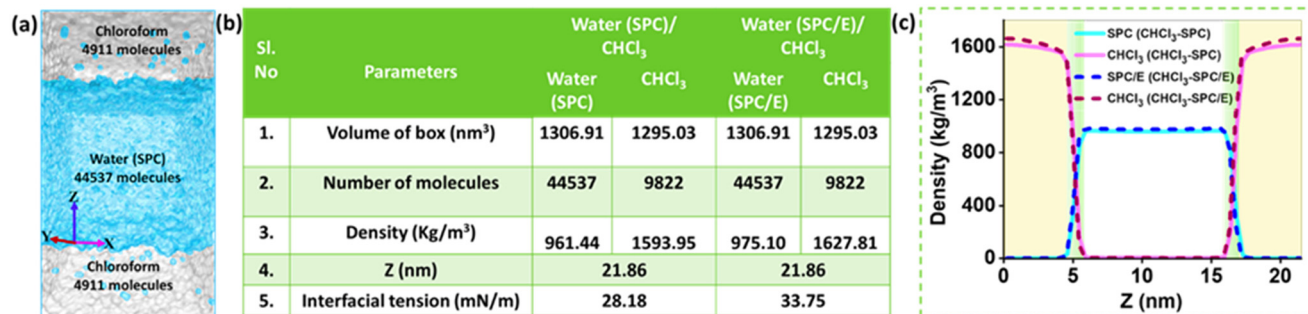 (a)
Chloroform
4911 molecules
Water (SPC)
44537 molecules
Z
Y
X
Chloroform
4911 molecules
(b)
Sl. No
Parameters
Water (SPC)/ CHCl₃
Water (SPC/E)/ CHCl₃
Water (SPC)
CHCl₃
Water (SPC/E)
CHCl₃
1. Volume of box (nm³) 1306.91 1295.03 1306.91 1295.03
2. Number of molecules 44537 9822 44537 9822
3. Density (Kg/m³) 961.44 1593.95 975.10 1627.81
4. Z (nm) 21.86 21.86
5. Interfacial tension (mN/m) 28.18 33.75
(c)
SPC (CHCl₃-SPC)
CHCl₃ (CHCl₃-SPC)
SPC/E (CHCl₃-SPC/E)
CHCl₃ (CHCl₃-SPC/E)
Density (kg/m³)
1600
1200
800
400
0
0 5 10 15 20
Z (nm)